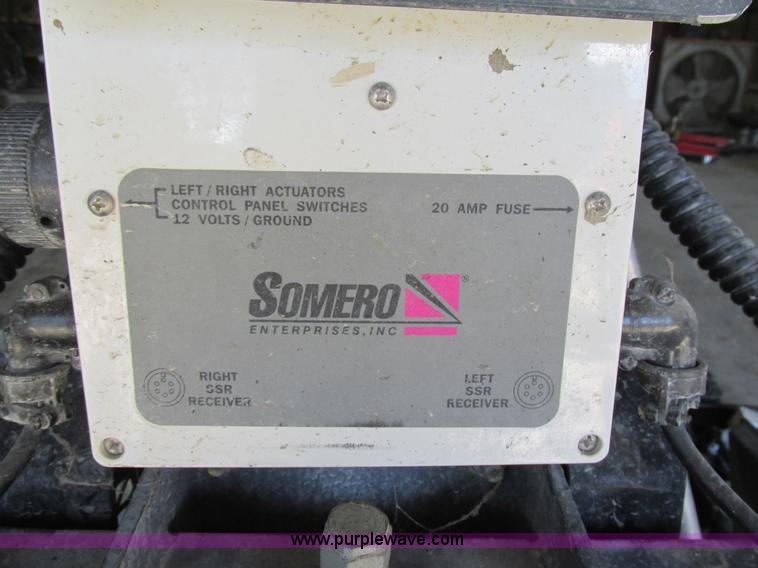 LEFT / RIGHT ACTUATORS
CONTROL PANEL SWITCHES
12 VOLTS / GROUND
20 AMP FUSE
SOMERO®
ENTERPRISES, INC
RIGHT
SSR
RECEIVER
LEFT
SSR
RECEIVER
www.purplewave.com